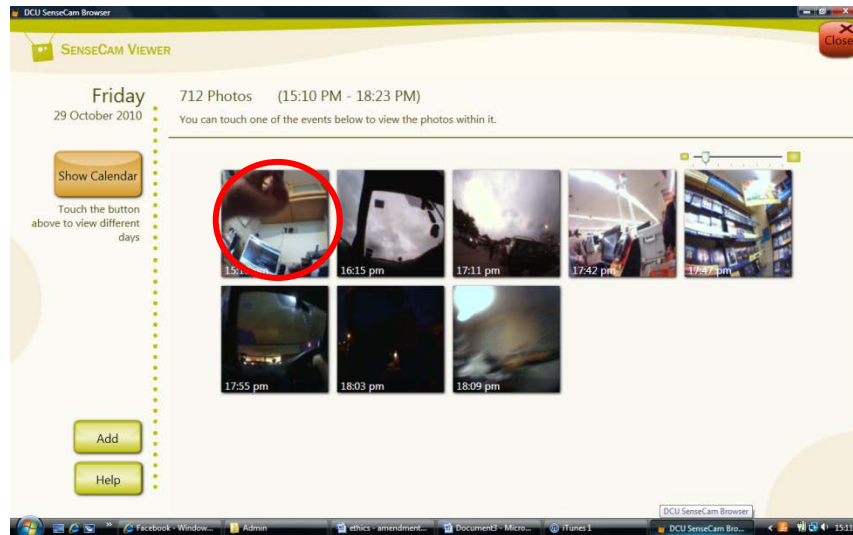 DCU SenseCam Browser
SENSECAM VIEWER
Close
Friday
29 October 2010
712 Photos (15:10 PM - 18:23 PM)
You can touch one of the events below to view the photos within it.
Show Calendar
Touch the button
above to view different
days
16:15 pm
17:11 pm
17:42 pm
17:47 pm
17:55 pm
18:03 pm
18:09 pm
Add
Help
DCU SenseCam Browser
Facebook - Window...
Admin
ethics - amendment...
Document3 - Micro...
iTunes 1
DCU SenseCam Bro...
15:11